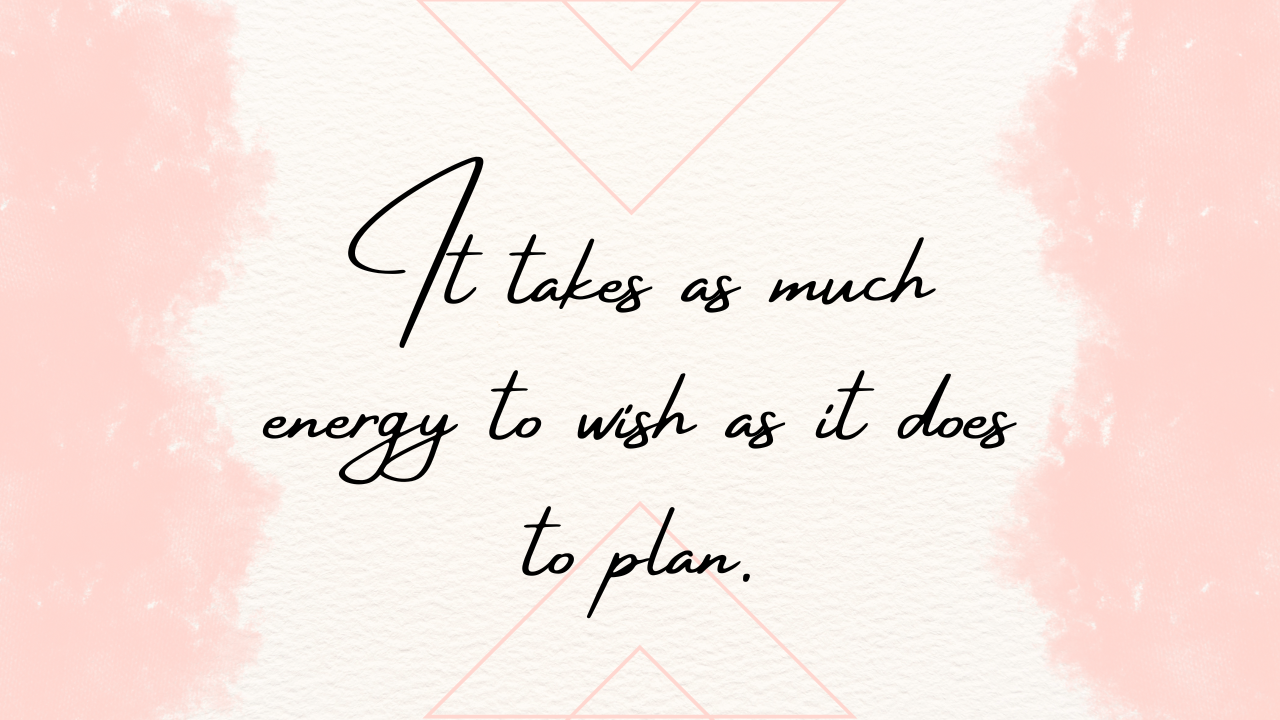 It takes as much
energy to wish as it does
to plan.